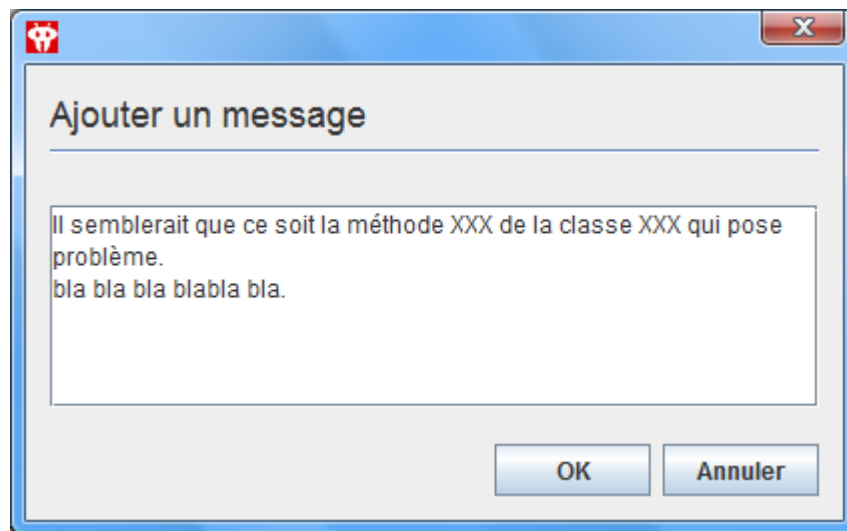 Ajouter un message
Il semblerait que ce soit la méthode XXX de la classe XXX qui pose
problème.
bla bla bla blabla bla.
OK Annuler